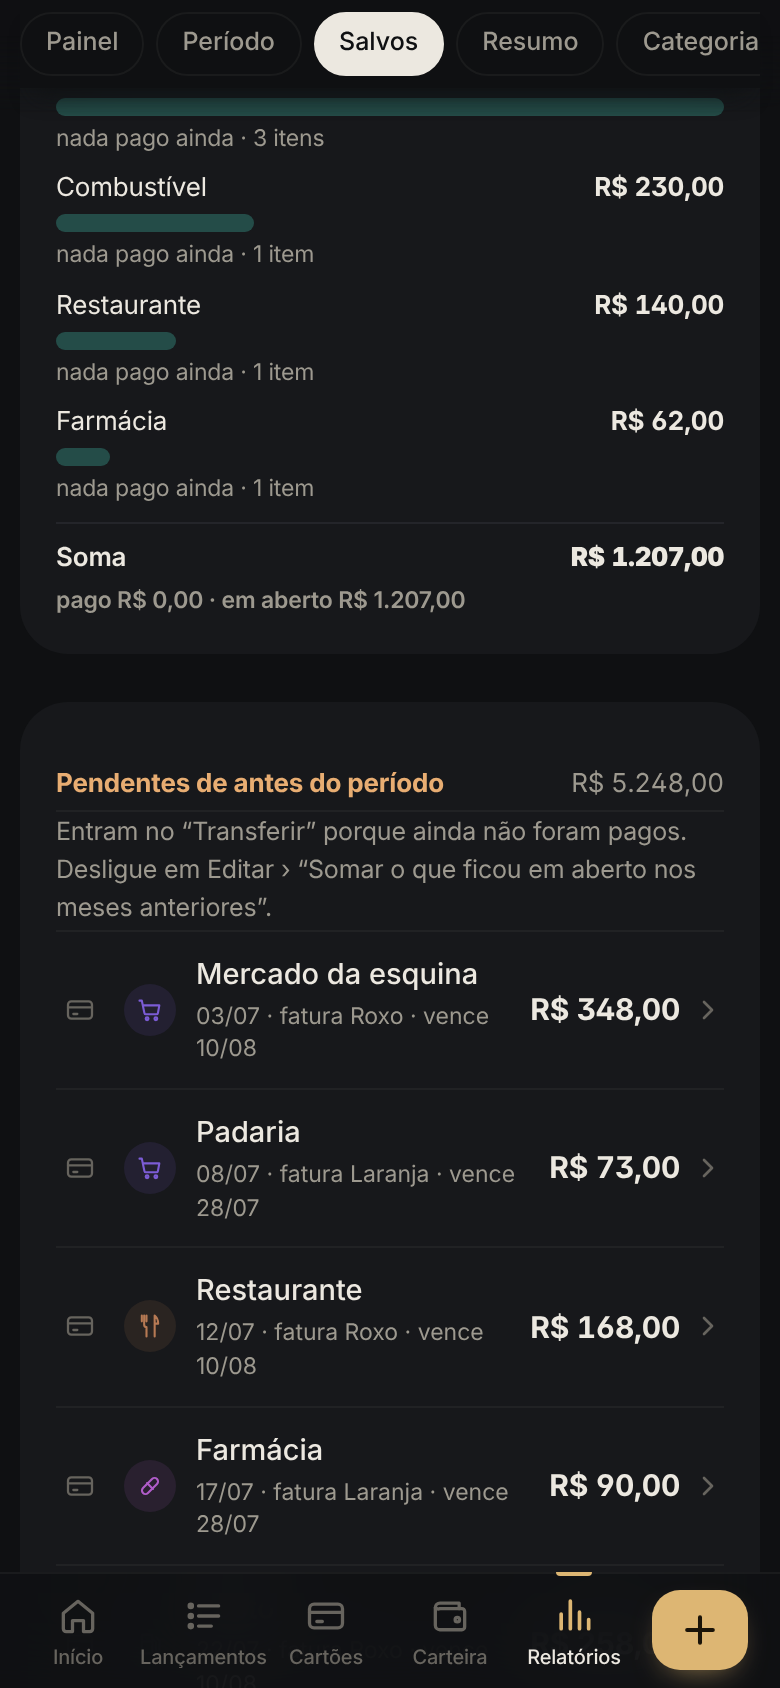 Painel
Período
Salvos
Resumo
Categoria
nada pago ainda · 3 itens
Combustível R$ 230,00
nada pago ainda · 1 item
Restaurante R$ 140,00
nada pago ainda · 1 item
Farmácia R$ 62,00
nada pago ainda · 1 item
Soma R$ 1.207,00
pago R$ 0,00 · em aberto R$ 1.207,00
Pendentes de antes do período R$ 5.248,00
Entram no “Transferir” porque ainda não foram pagos.
Desligue em Editar › “Somar o que ficou em aberto nos
meses anteriores”.
Mercado da esquina
03/07 · fatura Roxo · vence
10/08
R$ 348,00
Padaria
08/07 · fatura Laranja · vence
28/07
R$ 73,00
Restaurante
12/07 · fatura Roxo · vence
10/08
R$ 168,00
Farmácia
17/07 · fatura Laranja · vence
28/07
R$ 90,00
Início
Lançamentos
Cartões
Carteira
Relatórios